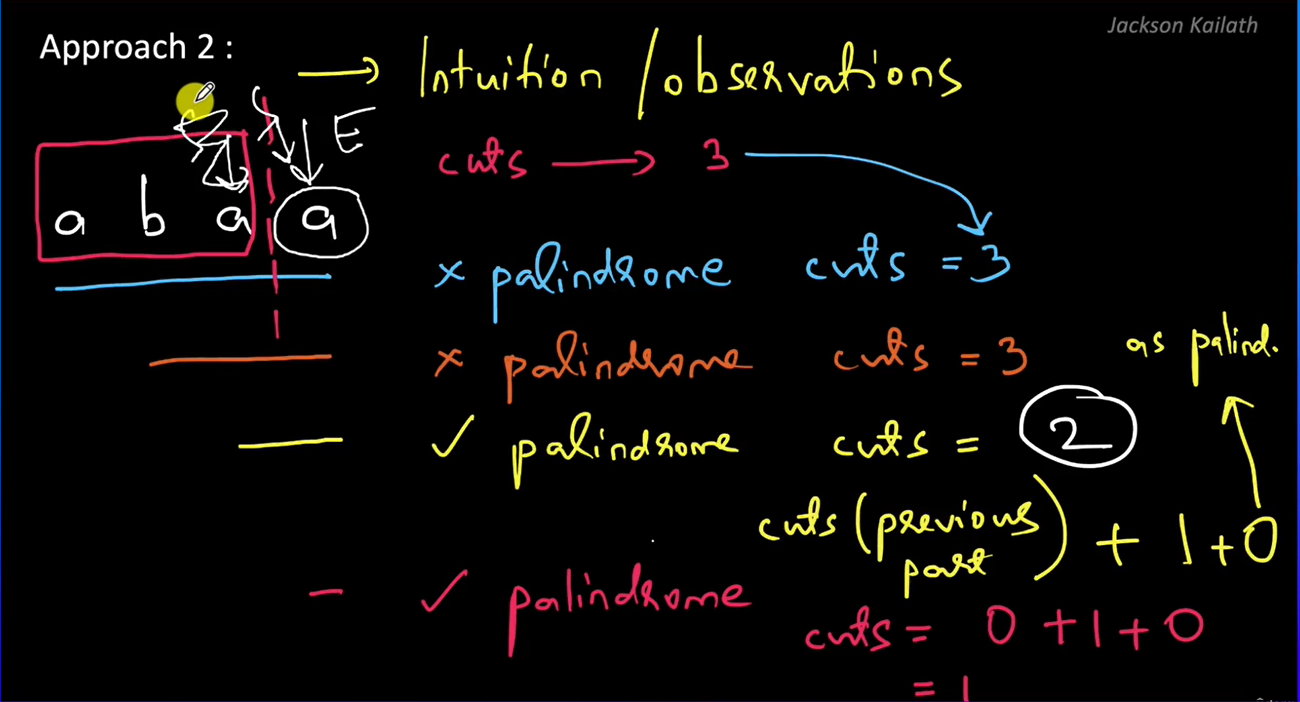 Jackson Kailath
Approach 2 :
→ Intuition / observations
E
cuts → 3
a b a a
× palindrome cuts = 3
× palindrome cuts = 3
as palind.
✓ palindrome cuts = 2
cuts (previous part) + 1 + 0
✓ palindrome
cuts = 0 + 1 + 0
= 1